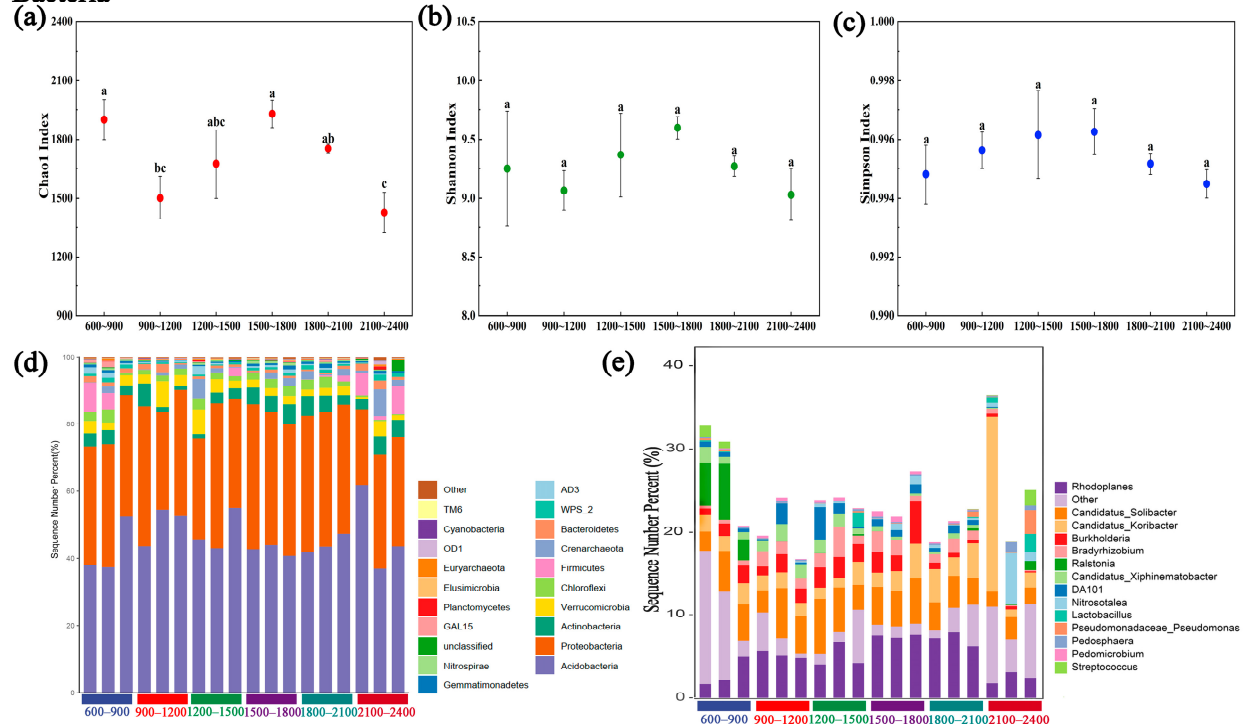 Bacteria
(a)
2400
2100
1800
1500
1200
900
Chao1 Index
a
bc
abc
a
ab
c
600~900 900~1200 1200~1500 1500~1800 1800~2100 2100~2400
(b)
10.5
10.0
9.5
9.0
8.5
8.0
Shannon Index
a
a
a
a
a
a
600~900 900~1200 1200~1500 1500~1800 1800~2100 2100~2400
(c)
1.000
0.998
0.996
0.994
0.992
0.990
Simpson Index
a
a
a
a
a
a
600~900 900~1200 1200~1500 1500~1800 1800~2100 2100~2400
(d)
100
80
60
40
20
0
Sequence Number Percent(%)
600–900 900–1200 1200–1500 1500–1800 1800–2100 2100–2400
Other
TM6
Cyanobacteria
OD1
Euryarchaeota
Elusimicrobia
Planctomycetes
GAL15
unclassified
Nitrospirae
Gemmatimonadetes
AD3
WPS_2
Bacteroidetes
Crenarchaeota
Firmicutes
Chloroflexi
Verrucomicrobia
Actinobacteria
Proteobacteria
Acidobacteria
(e)
40
30
20
10
0
Sequence Number Percent (%)
600–900 900–1200 1200–1500 1500–1800 1800–2100 2100–2400
Rhodoplanes
Other
Candidatus_Solibacter
Candidatus_Koribacter
Burkholderia
Bradyrhizobium
Ralstonia
Candidatus_Xiphinematobacter
DA101
Nitrosotalea
Lactobacillus
Pseudomonadaceae_Pseudomonas
Pedosphaera
Pedomicrobium
Streptococcus